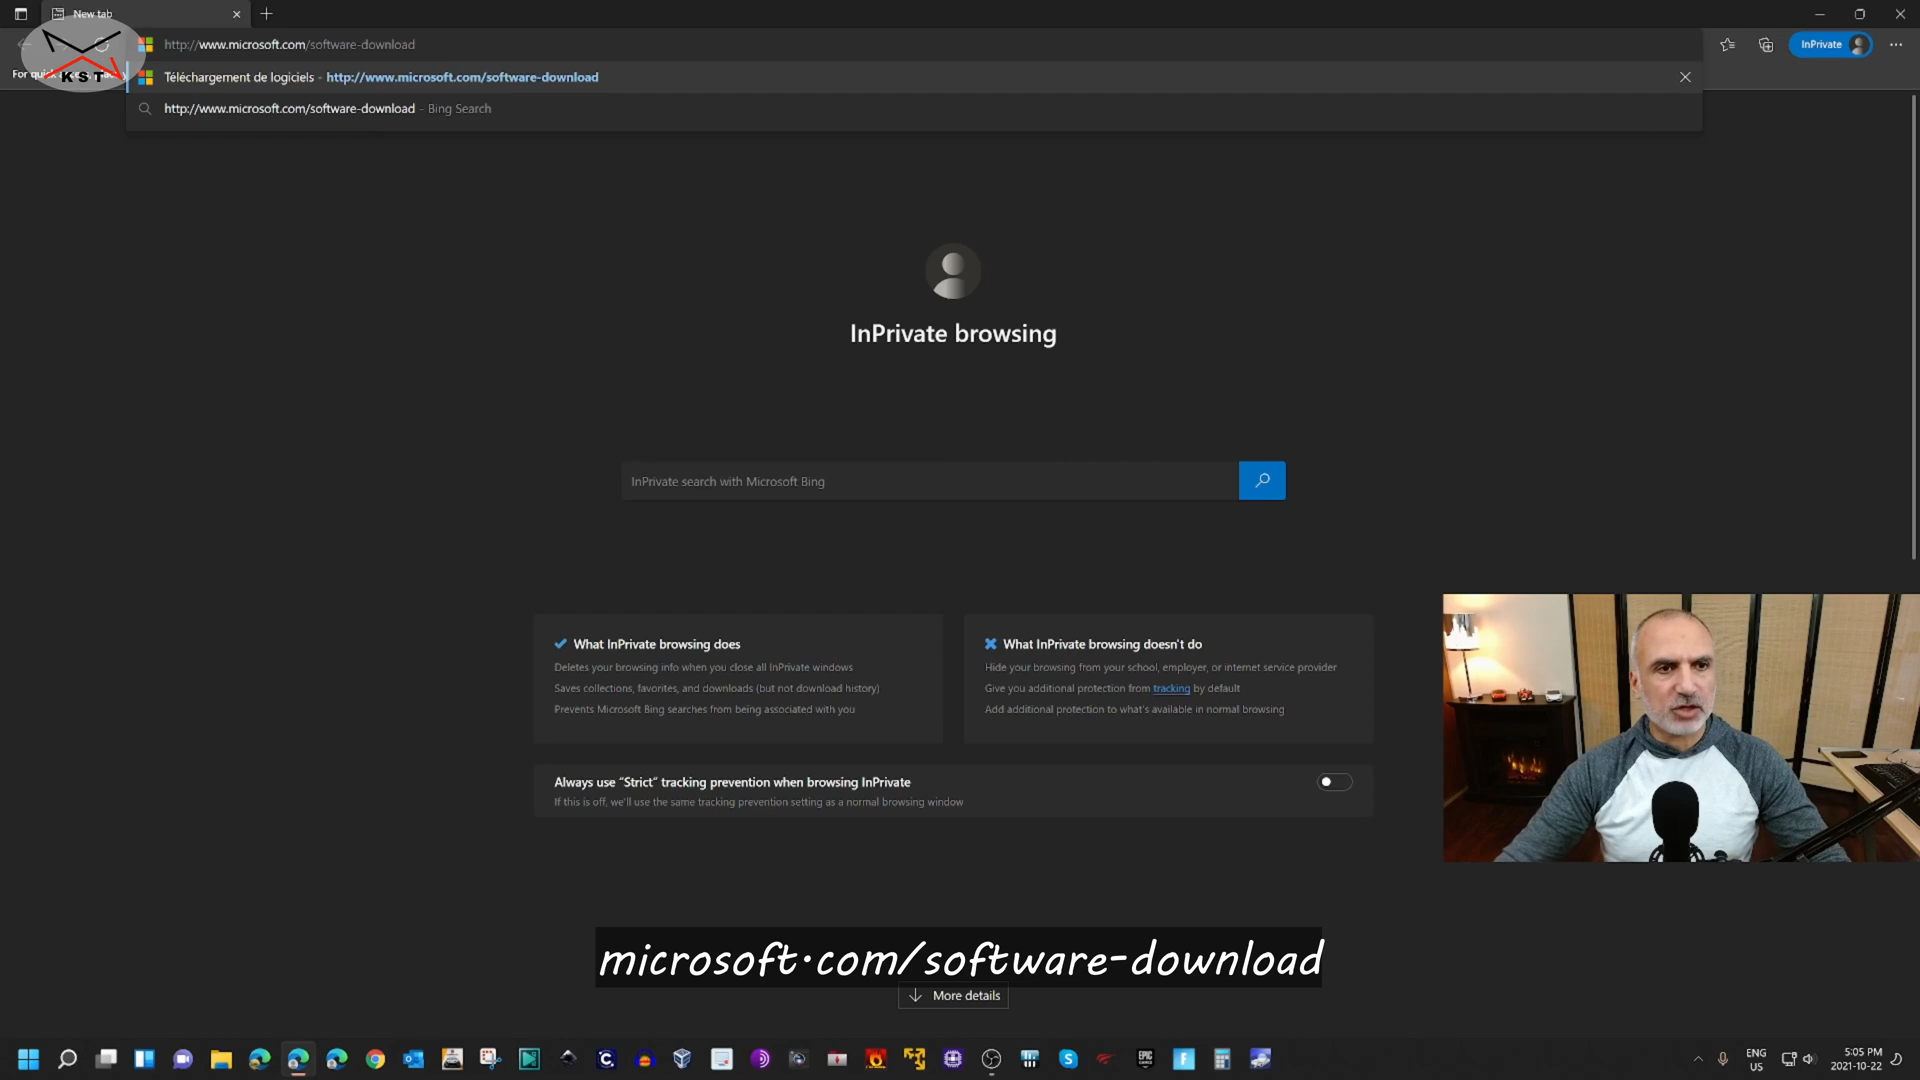 New tab
http://www.microsoft.com/software-download
InPrivate
For quick
KST
Téléchargement de logiciels - http://www.microsoft.com/software-download
http://www.microsoft.com/software-download - Bing Search
InPrivate browsing
InPrivate search with Microsoft Bing
What InPrivate browsing does
Deletes your browsing info when you close all InPrivate windows
Saves collections, favorites, and downloads (but not download history)
Prevents Microsoft Bing searches from being associated with you
What InPrivate browsing doesn't do
Hide your browsing from your school, employer, or internet service provider
Give you additional protection from tracking by default
Add additional protection to what's available in normal browsing
Always use "Strict" tracking prevention when browsing InPrivate
If this is off, we'll use the same tracking prevention setting as a normal browsing window
microsoft.com/software-download
More details
EPIC
ENG
US
5:05 PM
2021-10-22